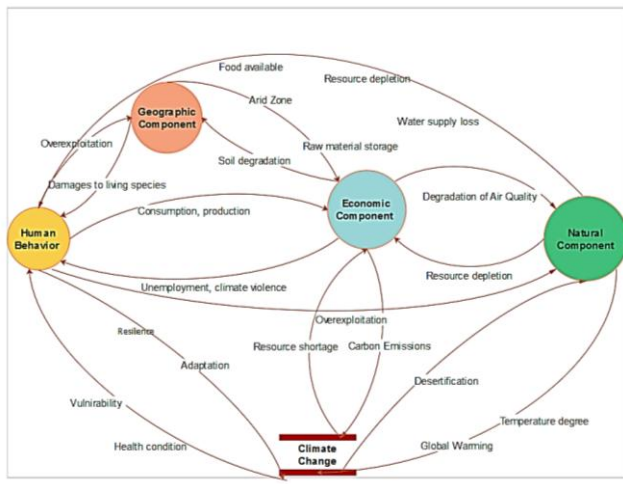 Food available
Resource depletion
Geographic
Component
Arid Zone
Water supply loss
Overexploitation
Raw material storage
Soil degradation
Damages to living species
Degradation of Air Quality
Consumption, production
Economic
Component
Human
Behavior
Natural
Component
Resource depletion
Unemployment, climate violence
Overexploitation
Resilence
Resource shortage
Carbon Emissions
Adaptation
Desertification
Vulnirability
Temperature degree
Health condition
Climate
Change
Global Warming